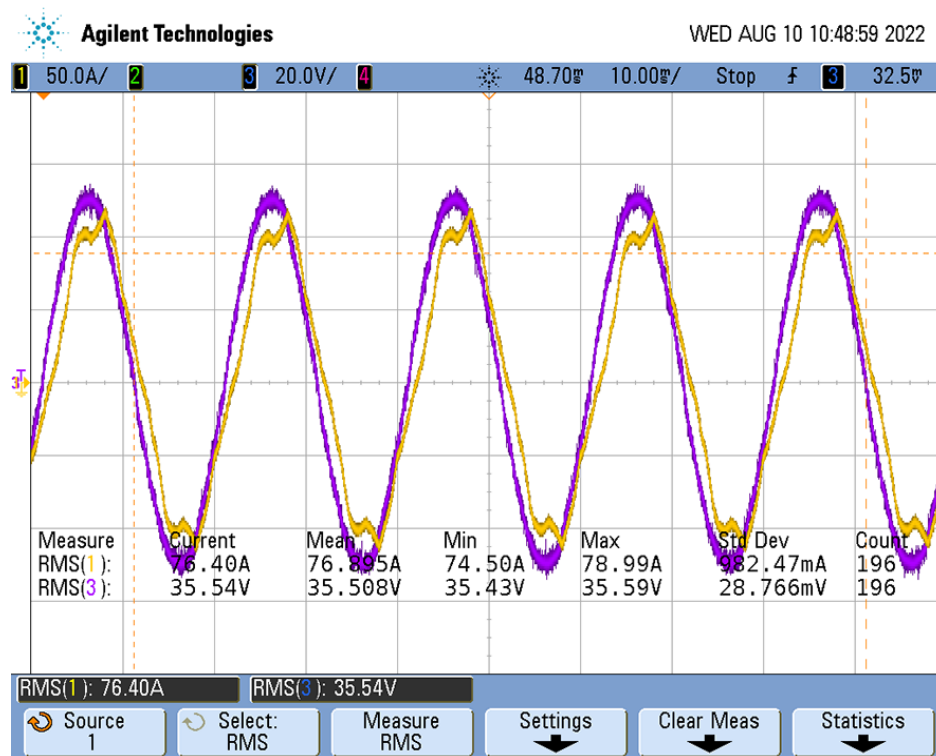 Agilent Technologies WED AUG 10 10:48:59 2022
1 50.0A/ 2 3 20.0V/ 4 48.70ms 10.00ms/ Stop 3 32.5V
3 T
Measure Current Mean Min Max Std Dev Count
RMS(1): 76.40A 76.895A 74.50A 78.99A 982.47mA 196
RMS(3): 35.54V 35.508V 35.43V 35.59V 28.766mV 196
RMS(1): 76.40A RMS(3): 35.54V
Source Select: Measure Settings Clear Meas Statistics
1 RMS RMS